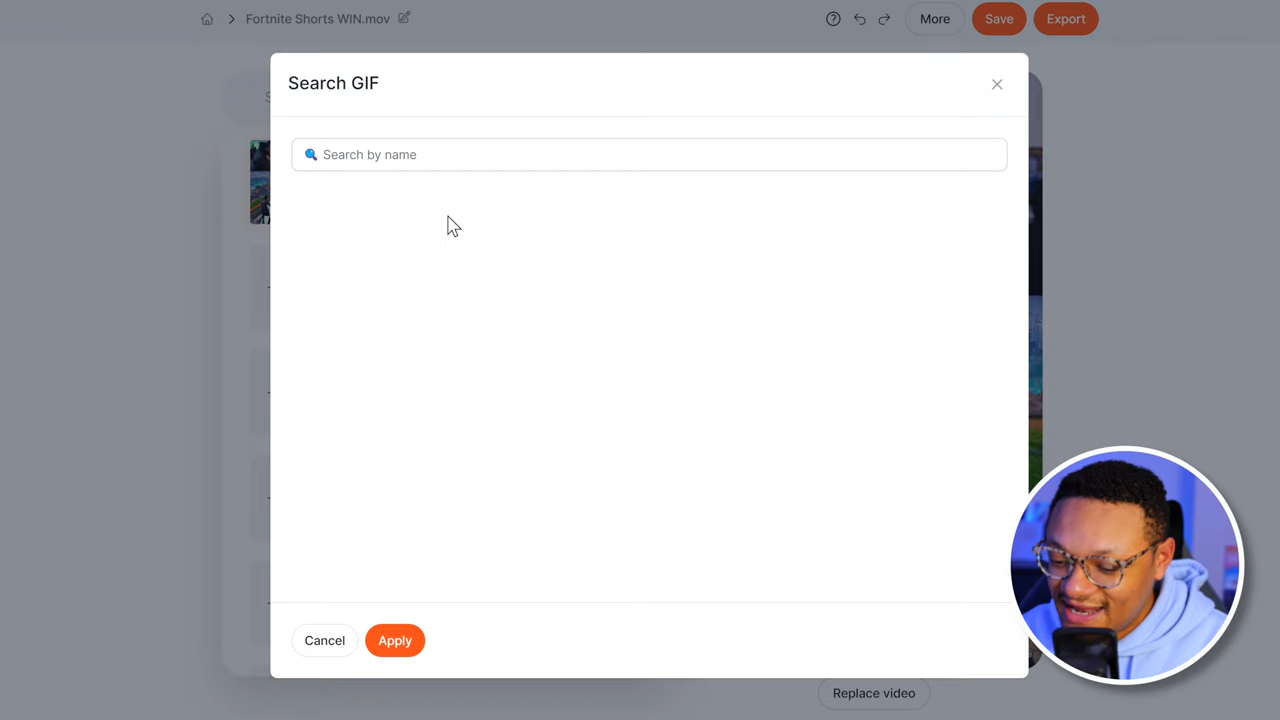 Fortnite Shorts WIN.mov
More
Save
Export
Search GIF
Search by name
Cancel
Apply
Replace video